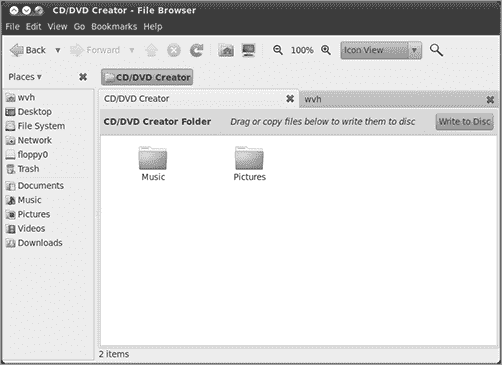 CD/DVD Creator - File Browser
File Edit View Go Bookmarks Help
Back Forward 100% Icon View
Places CD/DVD Creator
CD/DVD Creator wvh
CD/DVD Creator Folder Drag or copy files below to write them to disc Write to Disc
wvh
Desktop
File System
Network
floppy0
Trash
Documents
Music
Pictures
Videos
Downloads
Music Pictures
2 items